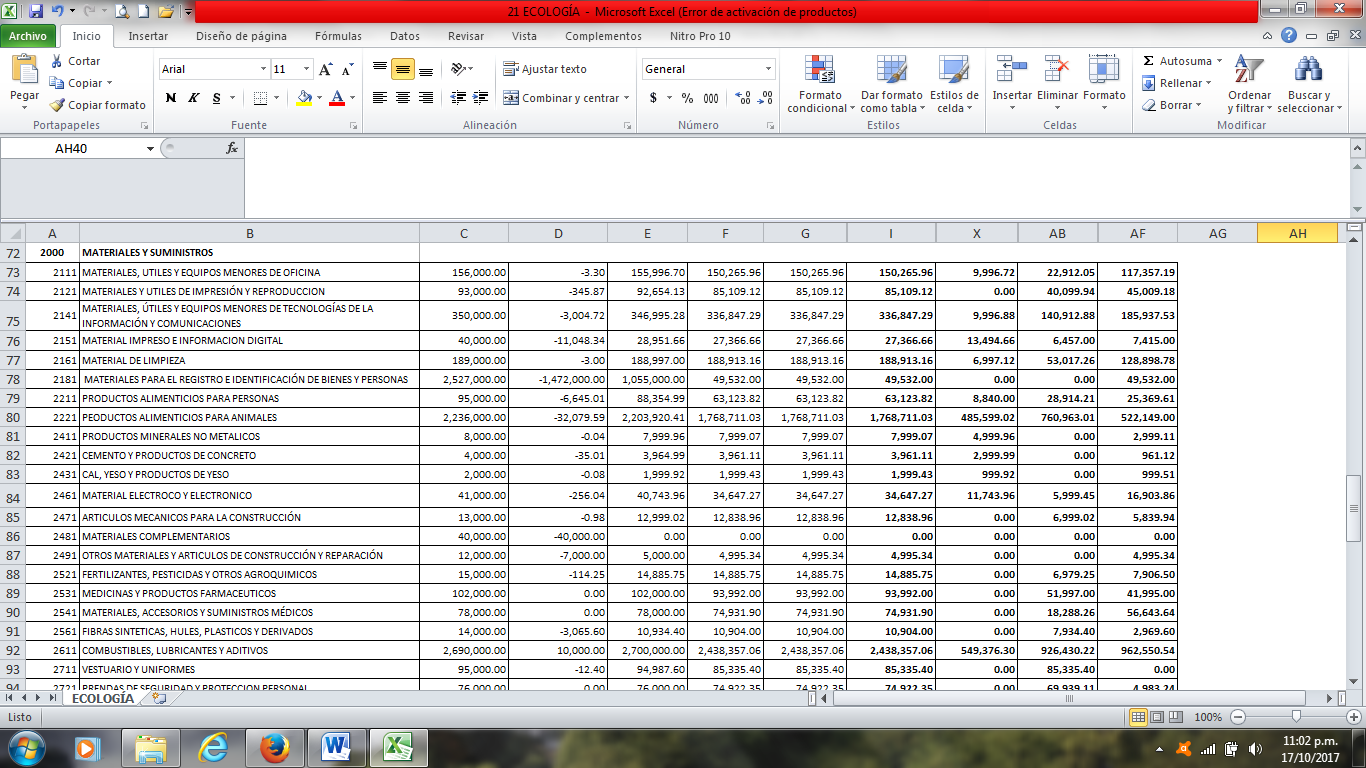 21 ECOLOGÍA - Microsoft Excel (Error de activación de productos)
Archivo Inicio Insertar Diseño de página Fórmulas Datos Revisar Vista Complementos Nitro Pro 10
Pegar
Cortar
Copiar
Copiar formato
Portapapeles
Arial 11
N K S
Fuente
Ajustar texto
Combinar y centrar
Alineación
General
$ % 000
Número
Formato condicional
Dar formato como tabla
Estilos de celda
Estilos
Insertar Eliminar Formato
Celdas
Autosuma
Rellenar
Borrar
Ordenar y filtrar
Buscar y seleccionar
Modificar
AH40 fx
A B C D E F G I X AB AF AG AH
72 2000 MATERIALES Y SUMINISTROS
73 2111 MATERIALES, UTILES Y EQUIPOS MENORES DE OFICINA 156,000.00 -3.30 155,996.70 150,265.96 150,265.96 150,265.96 9,996.72 22,912.05 117,357.19
74 2121 MATERIALES Y UTILES DE IMPRESIÓN Y REPRODUCCION 93,000.00 -345.87 92,654.13 85,109.12 85,109.12 85,109.12 0.00 40,099.94 45,009.18
75 2141 MATERIALES, ÚTILES Y EQUIPOS MENORES DE TECNOLOGÍAS DE LA INFORMACIÓN Y COMUNICACIONES 350,000.00 -3,004.72 346,995.28 336,847.29 336,847.29 336,847.29 9,996.88 140,912.88 185,937.53
76 2151 MATERIAL IMPRESO E INFORMACION DIGITAL 40,000.00 -11,048.34 28,951.66 27,366.66 27,366.66 27,366.66 13,494.66 6,457.00 7,415.00
77 2161 MATERIAL DE LIMPIEZA 189,000.00 -3.00 188,997.00 188,913.16 188,913.16 188,913.16 6,997.12 53,017.26 128,898.78
78 2181 MATERIALES PARA EL REGISTRO E IDENTIFICACIÓN DE BIENES Y PERSONAS 2,527,000.00 -1,472,000.00 1,055,000.00 49,532.00 49,532.00 49,532.00 0.00 0.00 49,532.00
79 2211 PRODUCTOS ALIMENTICIOS PARA PERSONAS 95,000.00 -6,645.01 88,354.99 63,123.82 63,123.82 63,123.82 8,840.00 28,914.21 25,369.61
80 2221 PEODUCTOS ALIMENTICIOS PARA ANIMALES 2,236,000.00 -32,079.59 2,203,920.41 1,768,711.03 1,768,711.03 1,768,711.03 485,599.02 760,963.01 522,149.00
81 2411 PRODUCTOS MINERALES NO METALICOS 8,000.00 -0.04 7,999.96 7,999.07 7,999.07 7,999.07 4,999.96 0.00 2,999.11
82 2421 CEMENTO Y PRODUCTOS DE CONCRETO 4,000.00 -35.01 3,964.99 3,961.11 3,961.11 3,961.11 2,999.99 0.00 961.12
83 2431 CAL, YESO Y PRODUCTOS DE YESO 2,000.00 -0.08 1,999.92 1,999.43 1,999.43 1,999.43 999.92 0.00 999.51
84 2461 MATERIAL ELECTROCO Y ELECTRONICO 41,000.00 -256.04 40,743.96 34,647.27 34,647.27 34,647.27 11,743.96 5,999.45 16,903.86
85 2471 ARTICULOS MECANICOS PARA LA CONSTRUCCIÓN 13,000.00 -0.98 12,999.02 12,838.96 12,838.96 12,838.96 0.00 6,999.02 5,839.94
86 2481 MATERIALES COMPLEMENTARIOS 40,000.00 -40,000.00 0.00 0.00 0.00 0.00 0.00 0.00 0.00
87 2491 OTROS MATERIALES Y ARTICULOS DE CONSTRUCCIÓN Y REPARACIÓN 12,000.00 -7,000.00 5,000.00 4,995.34 4,995.34 4,995.34 0.00 0.00 4,995.34
88 2521 FERTILIZANTES, PESTICIDAS Y OTROS AGROQUIMICOS 15,000.00 -114.25 14,885.75 14,885.75 14,885.75 14,885.75 0.00 6,979.25 7,906.50
89 2531 MEDICINAS Y PRODUCTOS FARMACEUTICOS 102,000.00 0.00 102,000.00 93,992.00 93,992.00 93,992.00 0.00 51,997.00 41,995.00
90 2541 MATERIALES, ACCESORIOS Y SUMINISTROS MÉDICOS 78,000.00 0.00 78,000.00 74,931.90 74,931.90 74,931.90 0.00 18,288.26 56,643.64
91 2561 FIBRAS SINTETICAS, HULES, PLASTICOS Y DERIVADOS 14,000.00 -3,065.60 10,934.40 10,904.00 10,904.00 10,904.00 0.00 7,934.40 2,969.60
92 2611 COMBUSTIBLES, LUBRICANTES Y ADITIVOS 2,690,000.00 10,000.00 2,700,000.00 2,438,357.06 2,438,357.06 2,438,357.06 549,376.30 926,430.22 962,550.54
93 2711 VESTUARIO Y UNIFORMES 95,000.00 -12.40 94,987.60 85,335.40 85,335.40 85,335.40 0.00 85,335.40 0.00
94 2721 PRENDAS DE SEGURIDAD Y PROTECCION PERSONAL 76,000.00 0.00 76,000.00 74,922.35 74,922.35 74,922.35 0.00 69,939.11 4,983.24
ECOLOGÍA
Listo 100%
11:02 p.m.
17/10/2017